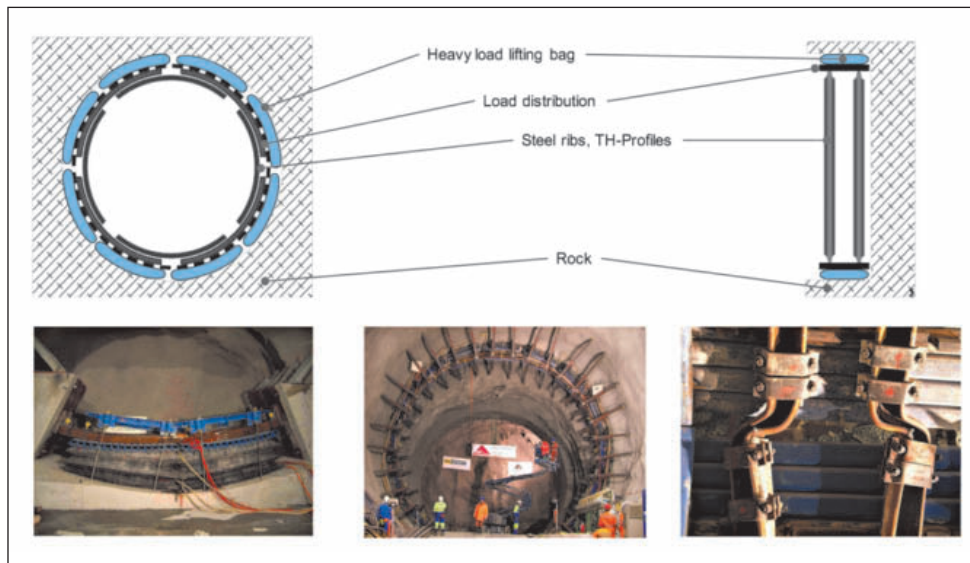 Heavy load lifting bag
Load distribution
Steel ribs, TH-Profiles
Rock